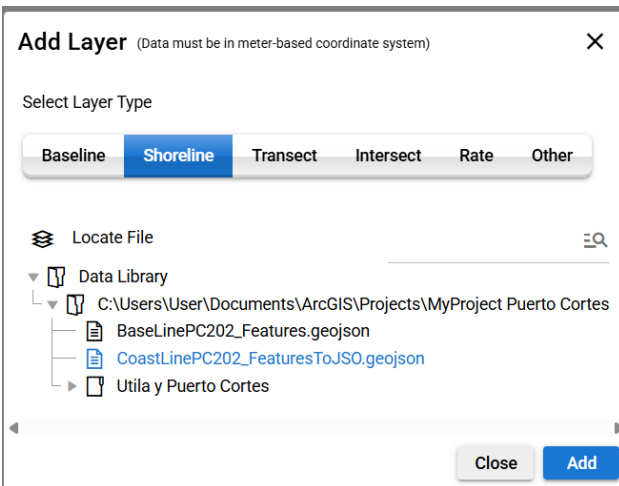 Add Layer (Data must be in meter-based coordinate system)
Select Layer Type
Baseline Shoreline Transect Intersect Rate Other
Locate File
Data Library
C:\Users\User\Documents\ArcGIS\Projects\MyProject Puerto Cortes
BaseLinePC202_Features.geojson
CoastLinePC202_FeaturesToJSO.geojson
Utila y Puerto Cortes
Close Add